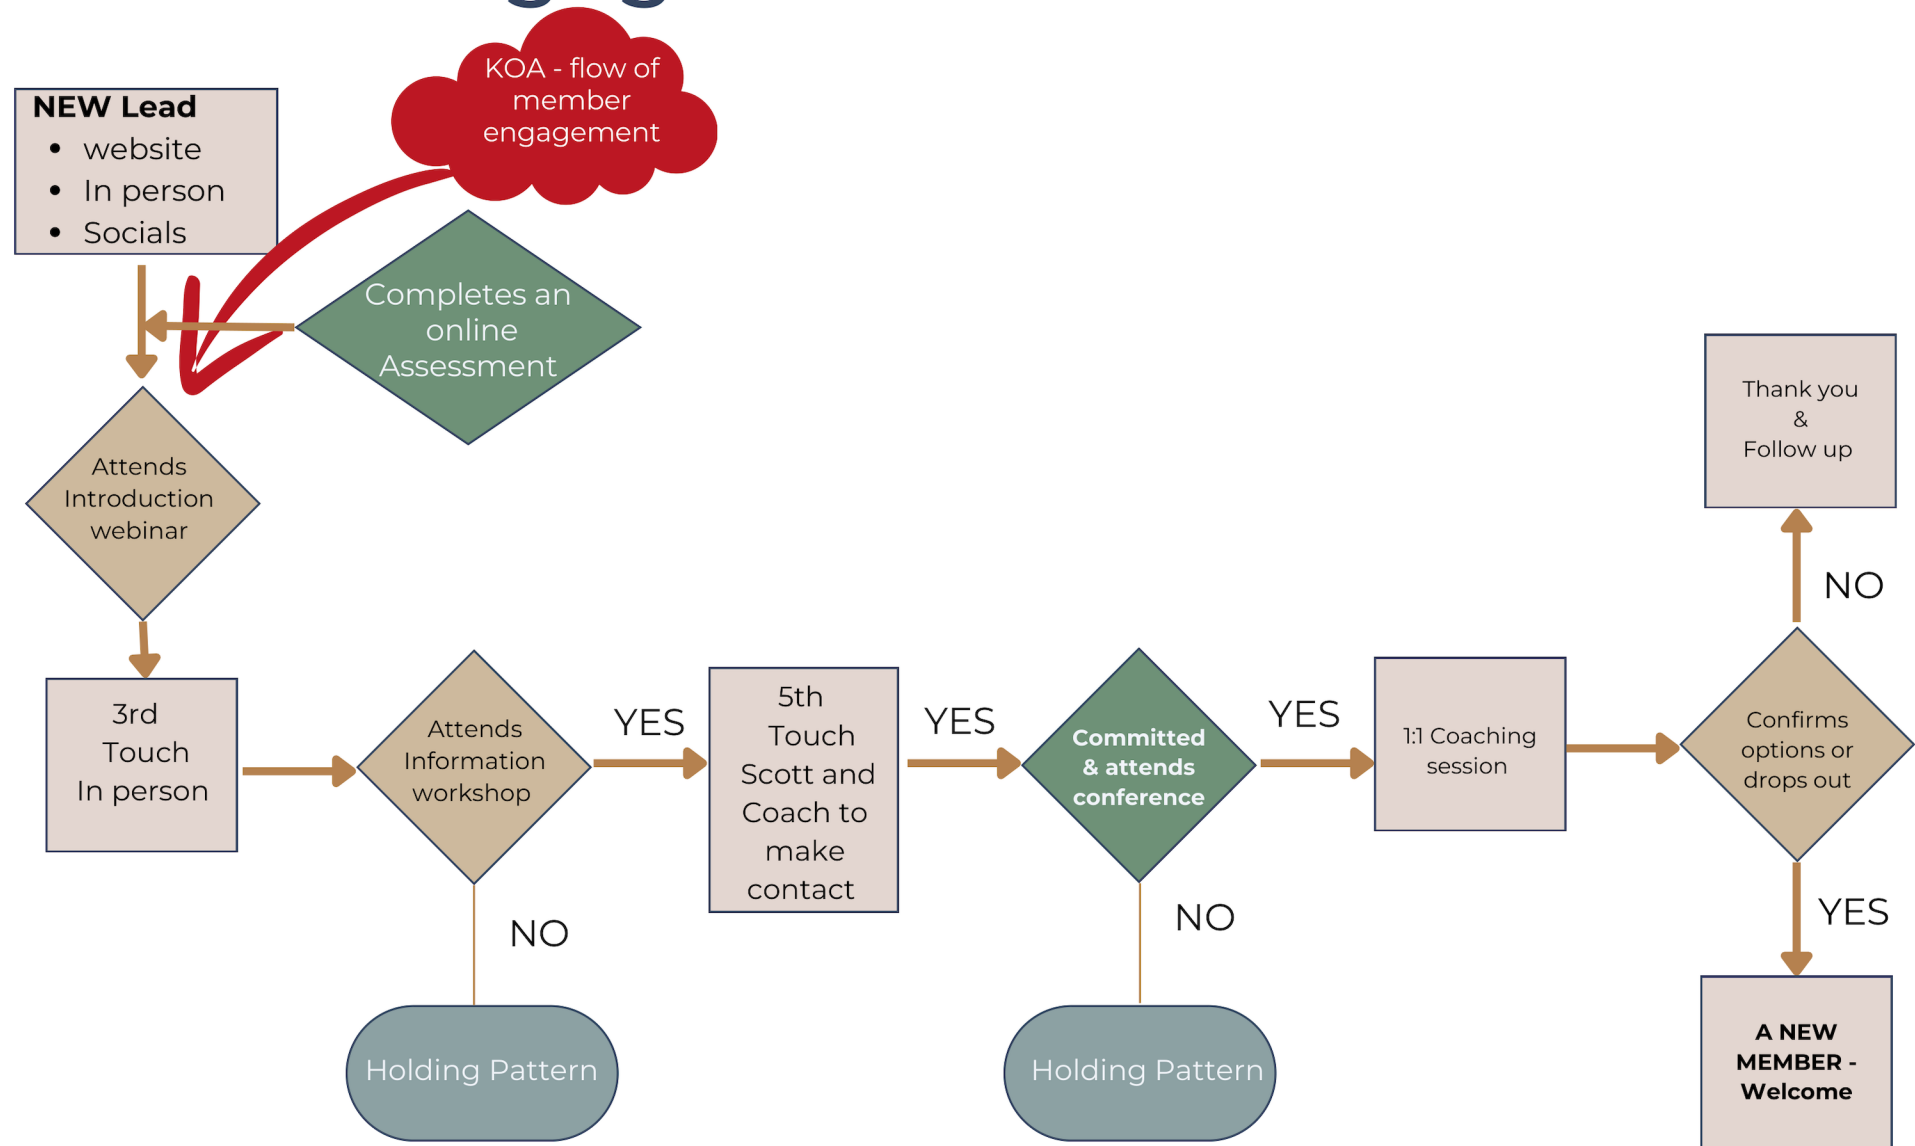 KOA - flow of
member
engagement
NEW Lead
• website
• In person
• Socials
Completes an
online
Assessment
Attends
Introduction
webinar
3rd
Touch
In person
Attends
Information
workshop
YES
NO
Holding Pattern
5th
Touch
Scott and
Coach to
make
contact
YES
Committed
& attends
conference
YES
NO
Holding Pattern
1:1 Coaching
session
Confirms
options or
drops out
NO
Thank you
&
Follow up
YES
A NEW
MEMBER -
Welcome